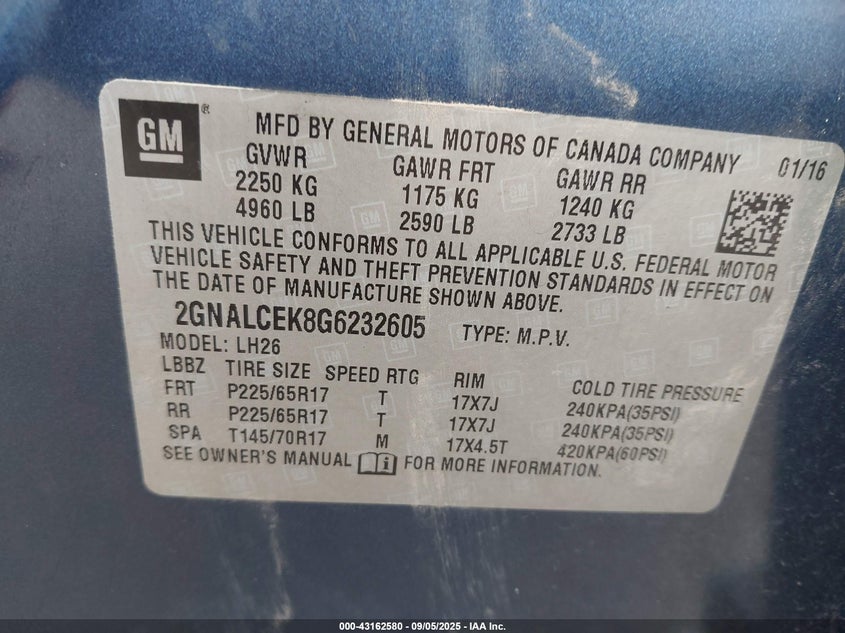 GM ®
MFD BY GENERAL MOTORS OF CANADA COMPANY 01/16
GVWR GAWR FRT GAWR RR
2250 KG 1175 KG 1240 KG
4960 LB 2590 LB 2733 LB
THIS VEHICLE CONFORMS TO ALL APPLICABLE U.S. FEDERAL MOTOR
VEHICLE SAFETY AND THEFT PREVENTION STANDARDS IN EFFECT ON
THE DATE OF MANUFACTURE SHOWN ABOVE.
2GNALCEK8G6232605 TYPE: M.P.V.
MODEL: LH26
LBBZ TIRE SIZE SPEED RTG RIM COLD TIRE PRESSURE
FRT P225/65R17 T 17X7J 240KPA(35PSI)
RR P225/65R17 T 17X7J 240KPA(35PSI)
SPA T145/70R17 M 17X4.5T 420KPA(60PSI)
SEE OWNER'S MANUAL i FOR MORE INFORMATION.
000-43162580 - 09/05/2025 - IAA Inc.